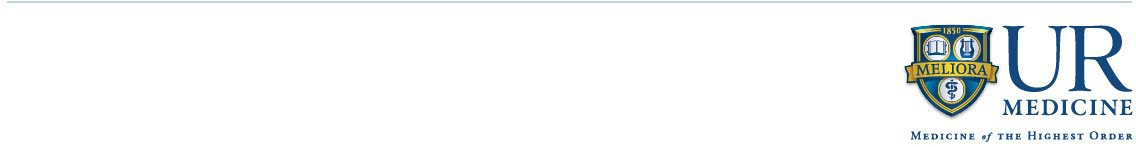 1850
MELIORA
UR
MEDICINE
MEDICINE of THE HIGHEST ORDER